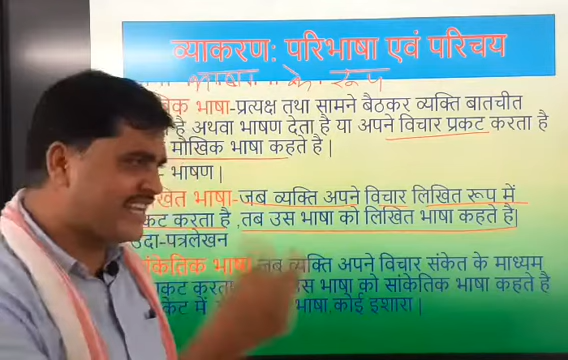 व्याकरण: परिभाषा एवं परिचय
के रूप
भाषा-प्रत्यक्ष तथा सामने बैठकर व्यक्ति बातचीत
है अथवा भाषण देता है या अपने विचार प्रकट करता है
मौखिक भाषा कहते है |
- भाषण |
भाषा-जब व्यक्ति अपने विचार लिखित रूप में
करता है ,तब उस भाषा को लिखित भाषा कहते है|
उदा-पत्रलेखन
भाषा जब व्यक्ति अपने विचार संकेत के माध्यम
भाषा को सांकेतिक भाषा कहते है
में भाषा.कोई इशारा |